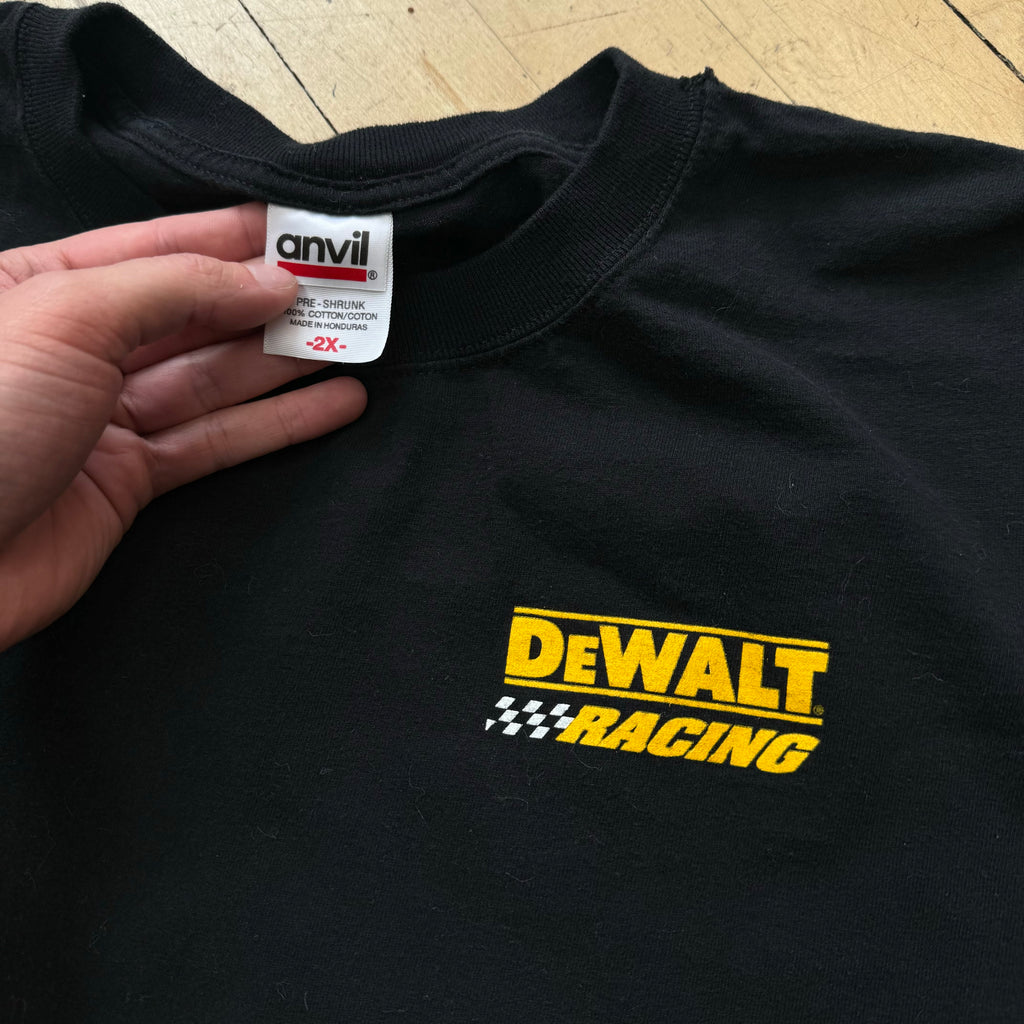 anvil®
PRE-SHRUNK
100% COTTON/COTON
MADE IN HONDURAS
-2X-
DEWALT®
RACING